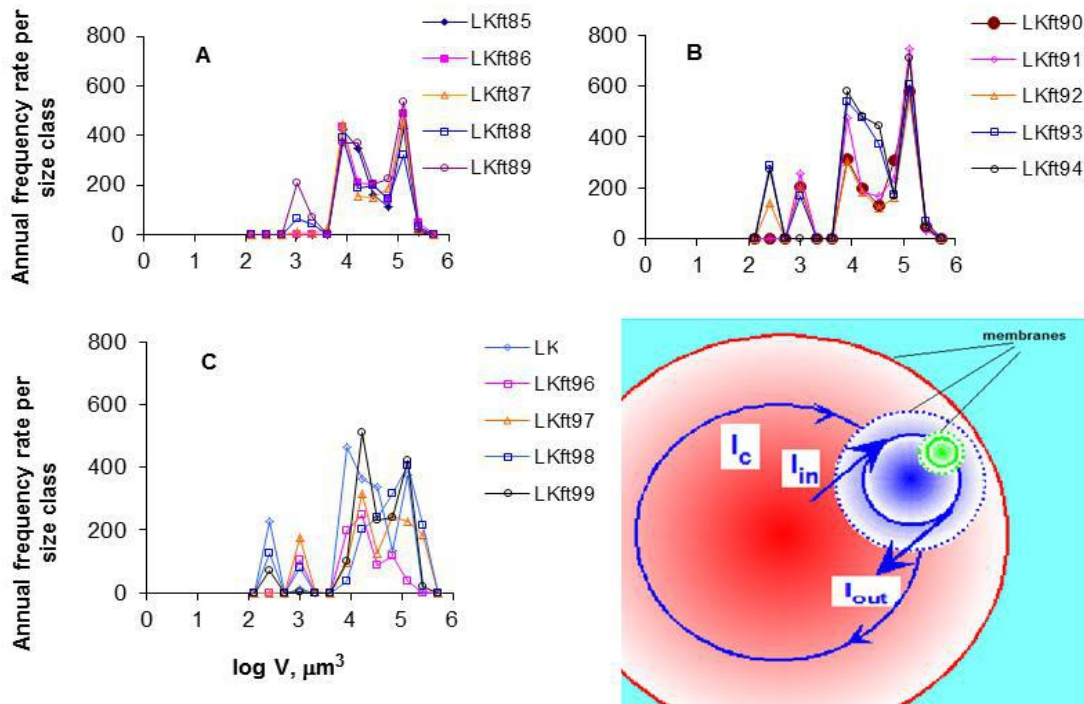 Annual frequency rate per
size class
800
600
400
200
0
0 1 2 3 4 5 6
A
LKft85
LKft86
LKft87
LKft88
LKft89
800
600
400
200
0
0 1 2 3 4 5 6
B
LKft90
LKft91
LKft92
LKft93
LKft94
Annual frequency rate per
size class
800
600
400
200
0
0 1 2 3 4 5 6
log V, μm³
C
LK
LKft96
LKft97
LKft98
LKft99
membranes
I_c
I_in
I_out